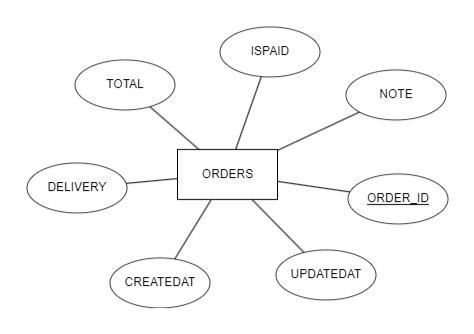 ISPAID
TOTAL
NOTE
ORDERS
DELIVERY
ORDER_ID
UPDATEDAT
CREATEDAT